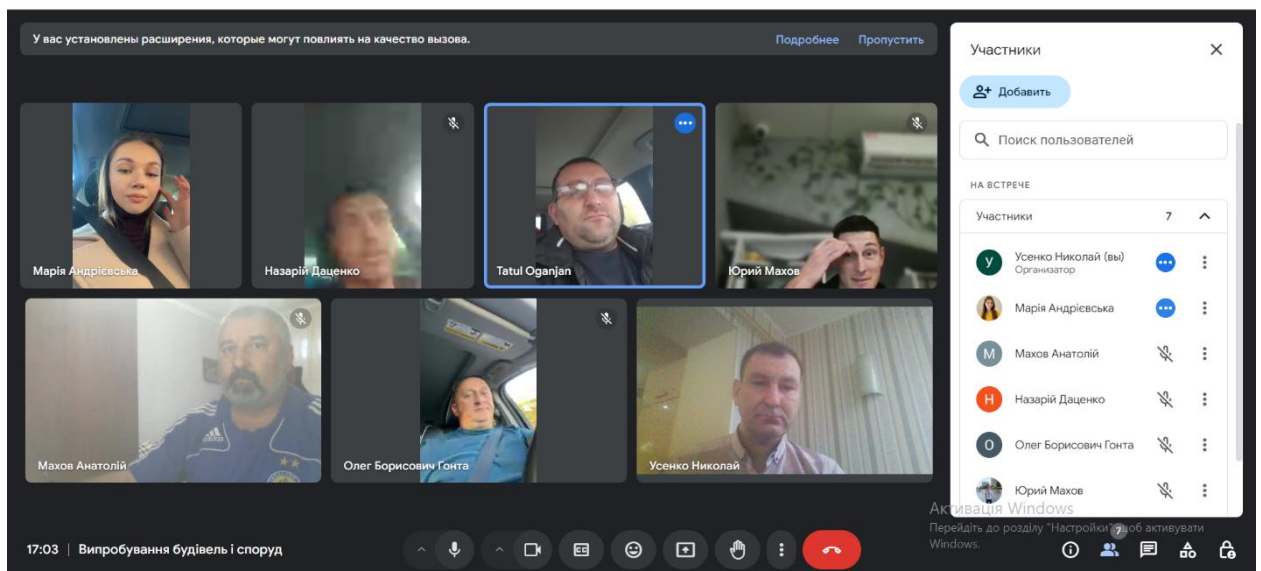 У вас установлены расширения, которые могут повлиять на качество вызова.
Подробнее
Пропустить
Марія Андрієвська
Назарій Даценко
Tatul Oganjan
Юрий Махов
Махов Анатолій
Олег Борисович Гонта
Усенко Николай
17:03 | Випробування будівель і споруд
Участники
Добавить
Поиск пользователей
НА ВСТРЕЧЕ
Участники 7
У Усенко Николай (вы)
Организатор
Марія Андрієвська
М Махов Анатолій
Н Назарій Даценко
О Олег Борисович Гонта
Юрий Махов
Активація Windows
Перейдіть до розділу "Настройки", щоб активувати
Windows.
7